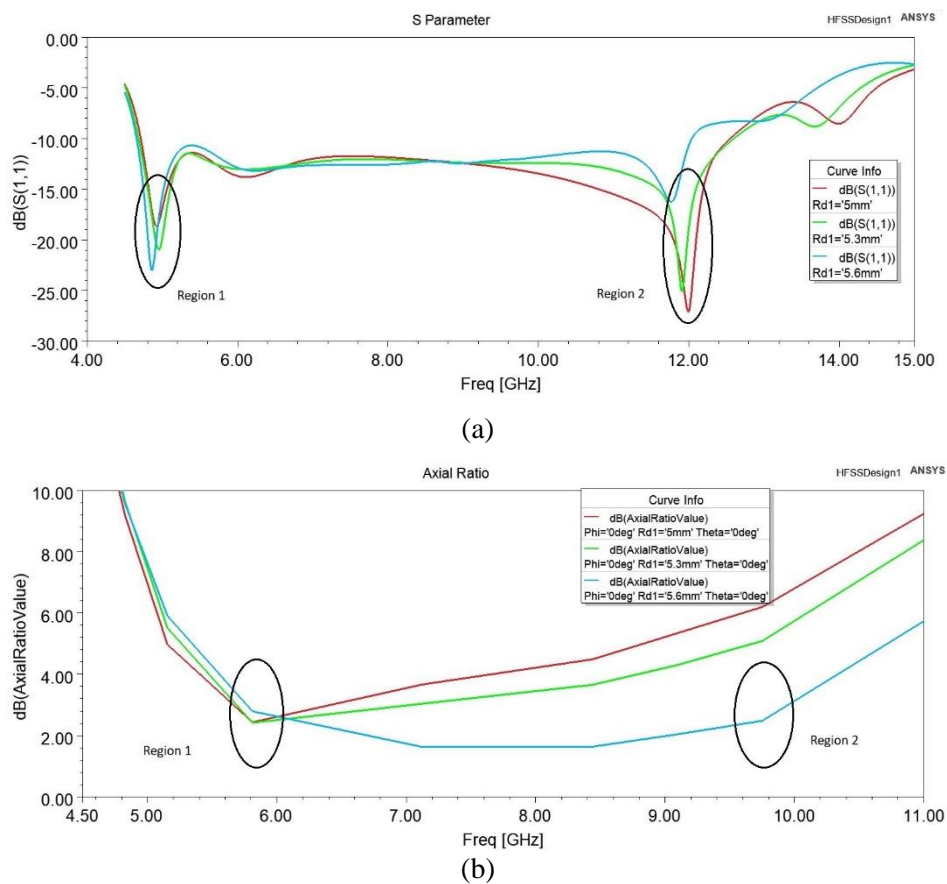 S Parameter
HFSSDesign1 ANSYS
0.00
-5.00
-10.00
-15.00
-20.00
-25.00
-30.00
dB(S(1,1))
Curve Info
dB(S(1,1))
Rd1='5mm'
dB(S(1,1))
Rd1='5.3mm'
dB(S(1,1))
Rd1='5.6mm'
Region 1
Region 2
4.00 6.00 8.00 10.00 12.00 14.00 15.00
Freq [GHz]
(a)
Axial Ratio
HFSSDesign1 ANSYS
10.00
8.00
6.00
4.00
2.00
0.00
dB(AxialRatioValue)
Curve Info
dB(AxialRatioValue)
Phi='0deg' Rd1='5mm' Theta='0deg'
dB(AxialRatioValue)
Phi='0deg' Rd1='5.3mm' Theta='0deg'
dB(AxialRatioValue)
Phi='0deg' Rd1='5.6mm' Theta='0deg'
Region 1
Region 2
4.50 5.00 6.00 7.00 8.00 9.00 10.00 11.00
Freq [GHz]
(b)